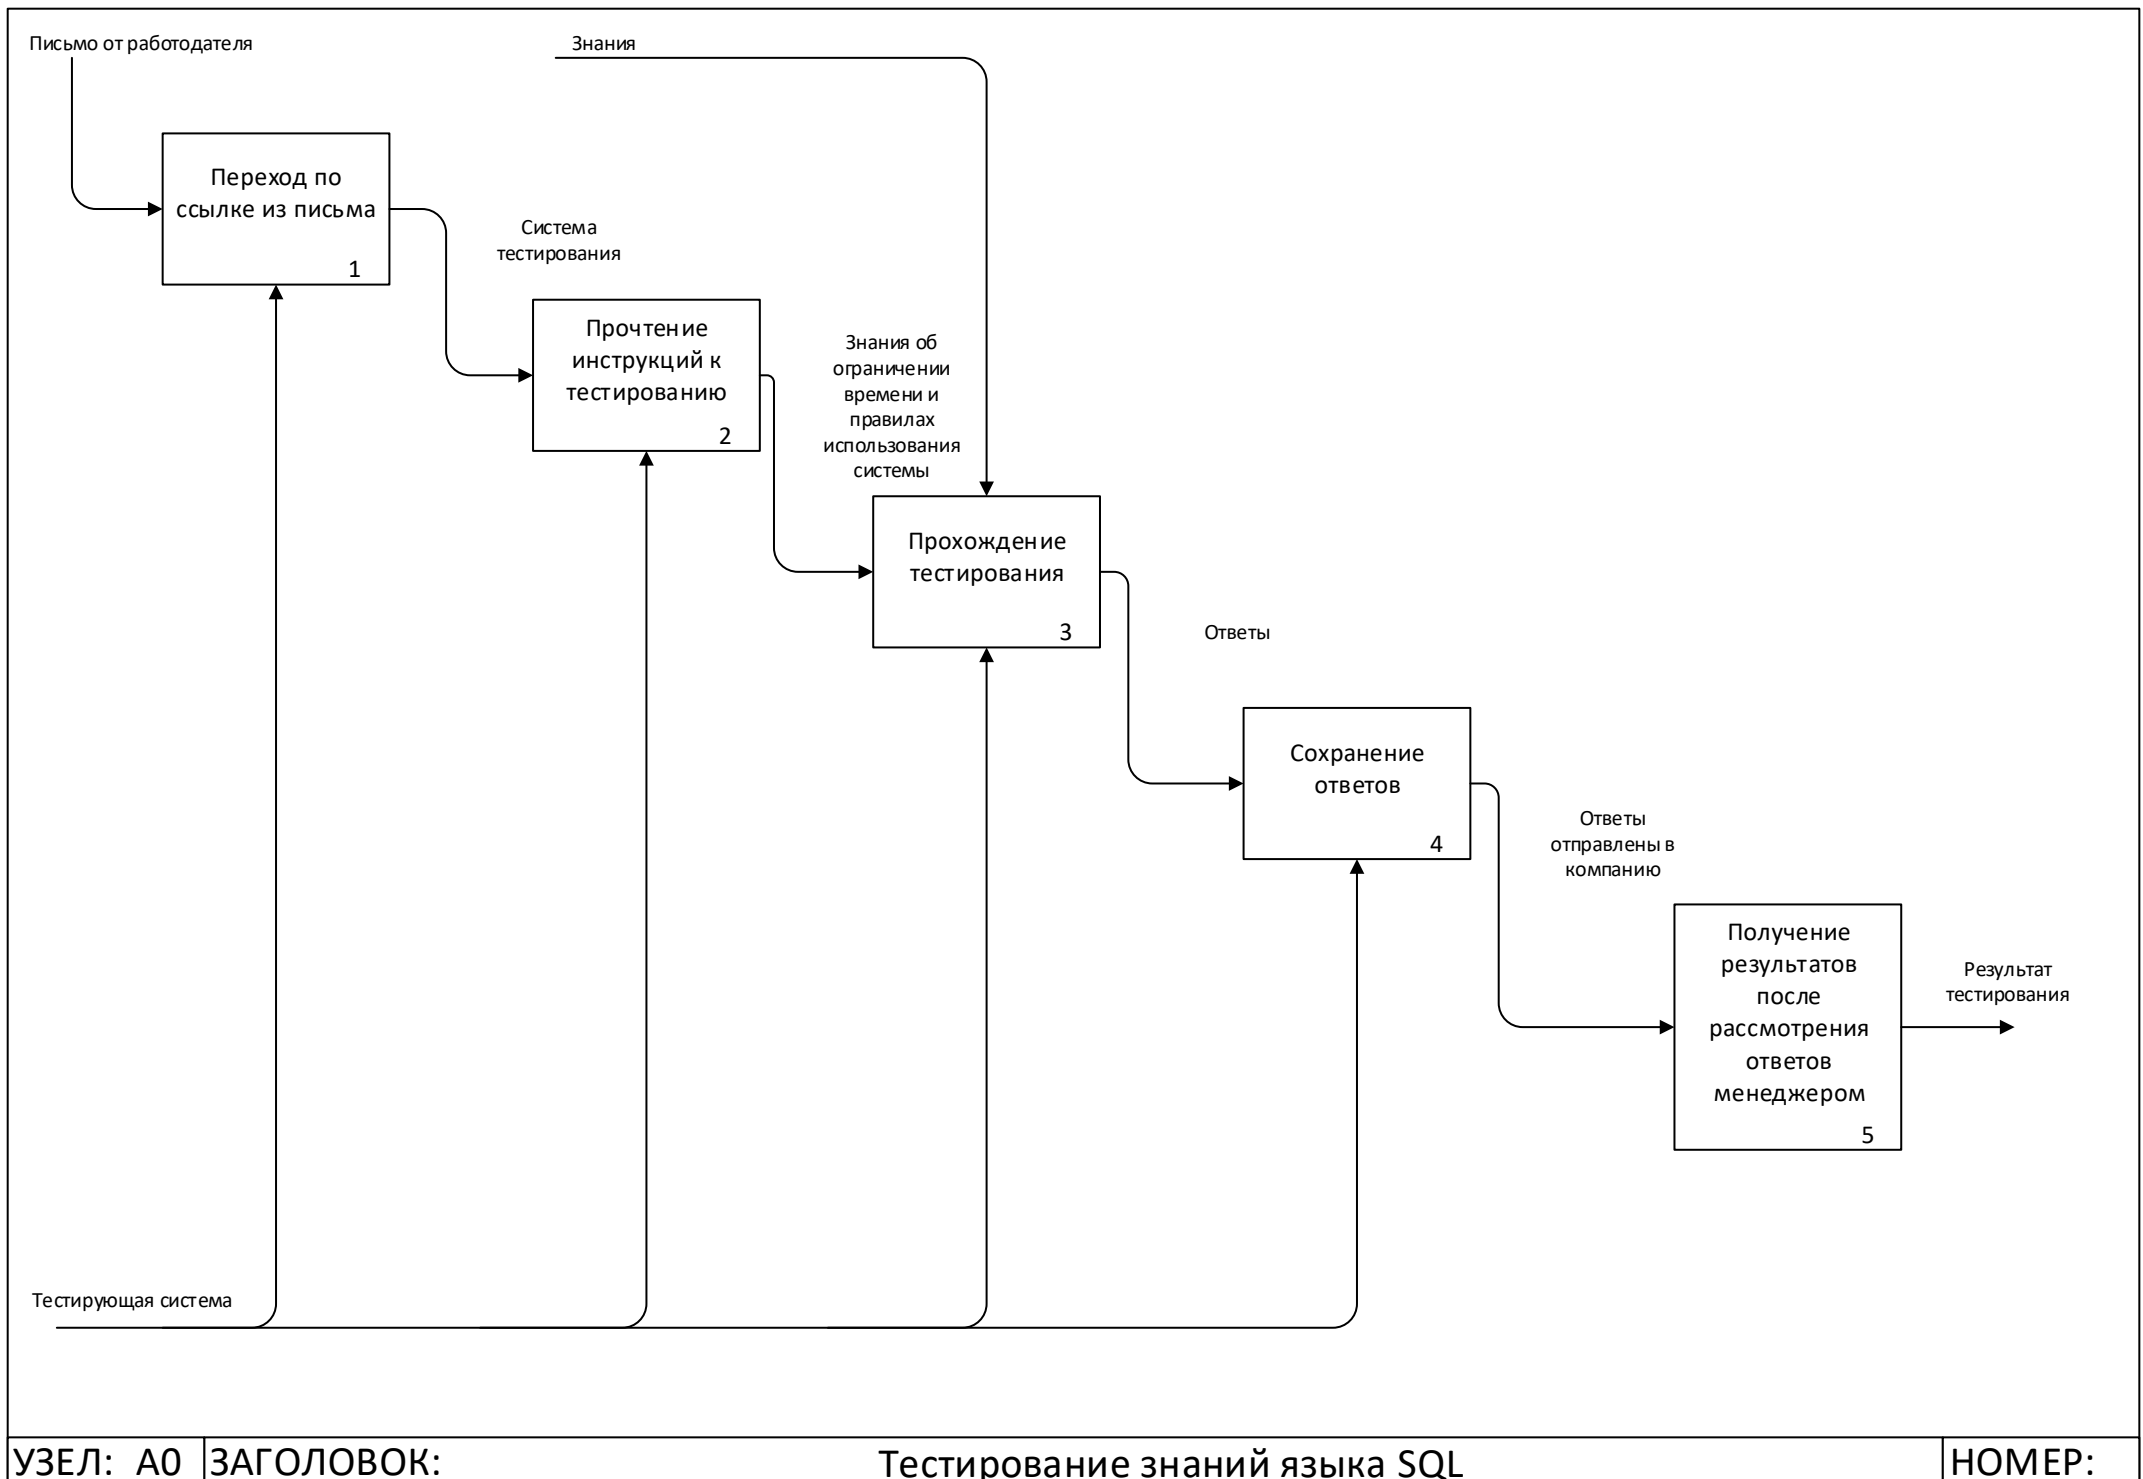 Письмо от работодателя
Знания
Переход по
ссылке из письма
1
Система
тестирования
Прочтение
инструкций к
тестированию
2
Знания об
ограничении
времени и
правилах
использования
системы
Прохождение
тестирования
3
Ответы
Сохранение
ответов
4
Ответы
отправлены в
компанию
Получение
результатов
после
рассмотрения
ответов
менеджером
5
Результат
тестирования
Тестирующая система
УЗЕЛ: A0
ЗАГОЛОВОК:
Тестирование знаний языка SQL
НОМЕР: